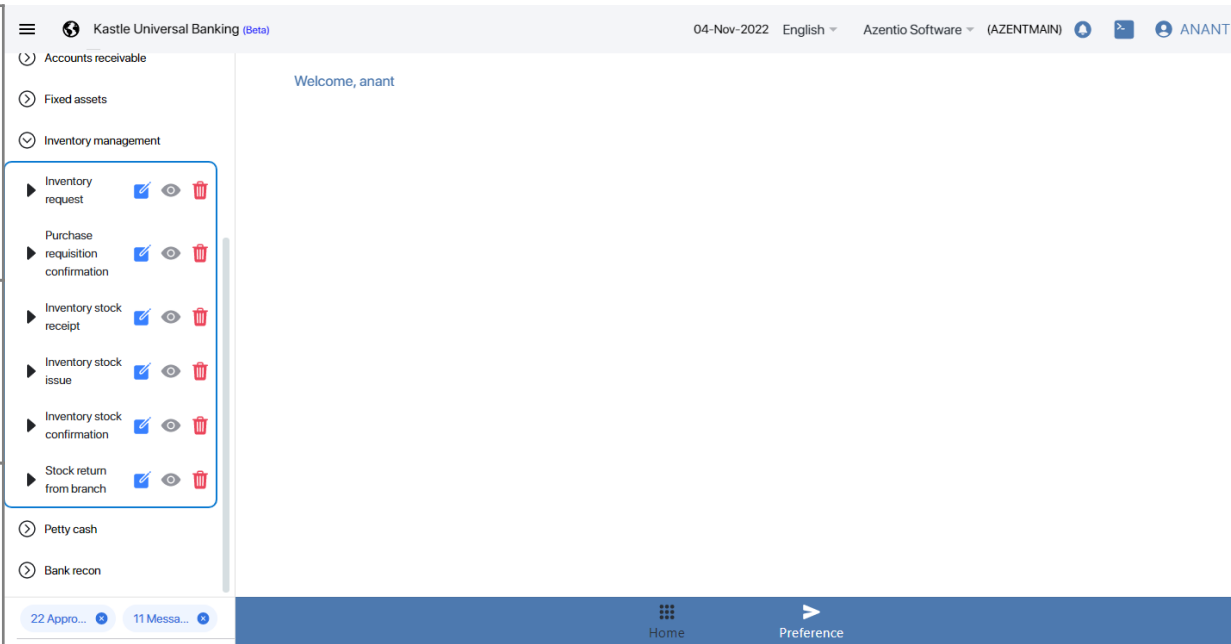 Kastle Universal Banking (Beta)
04-Nov-2022 English Azentio Software (AZENTMAIN) ANANT
Accounts receivable
Fixed assets
Inventory management
Inventory
request
Purchase
requisition
confirmation
Inventory stock
receipt
Inventory stock
issue
Inventory stock
confirmation
Stock return
from branch
Petty cash
Bank recon
22 Appro...
11 Messa...
Welcome, anant
Home
Preference